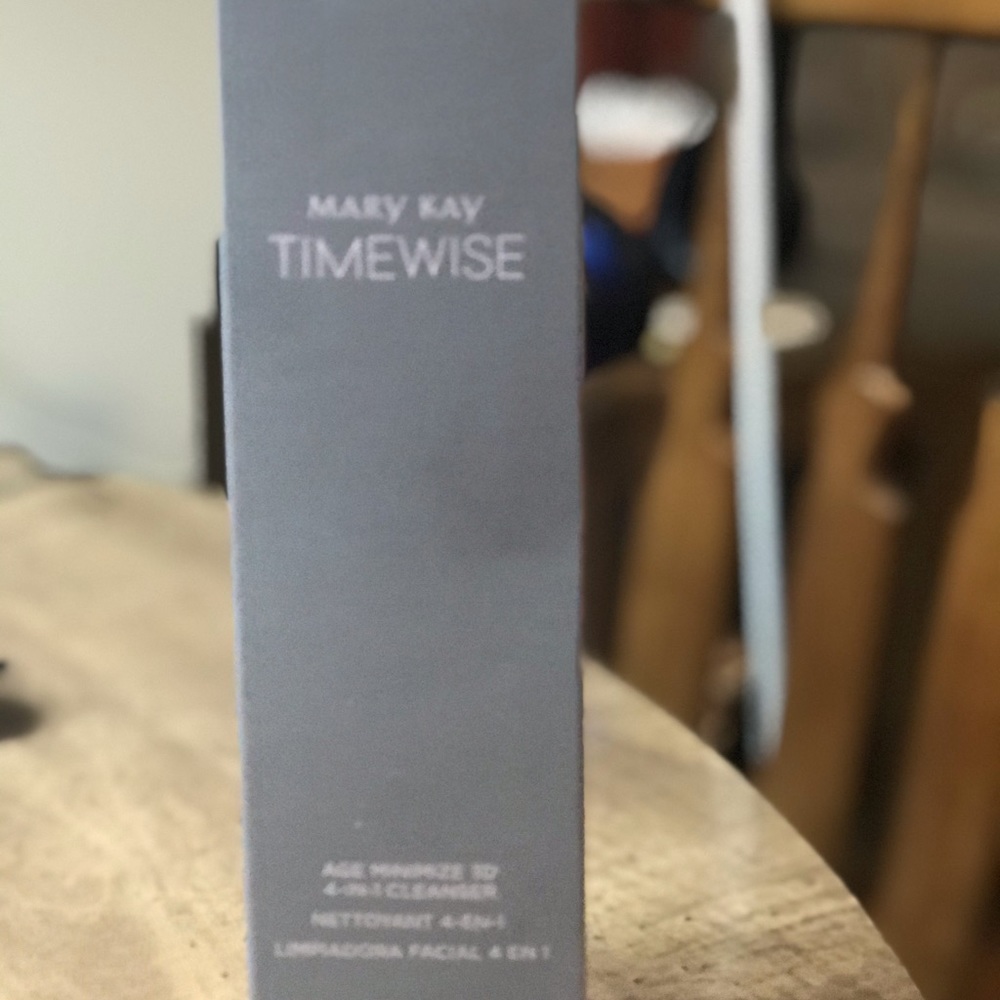 MARY KAY
TIMEWISE
AGE MINIMIZE 3D
4-IN-1 CLEANSER
NETTOYANT 4-EN-1
LIMPIADORA FACIAL 4 EN 1